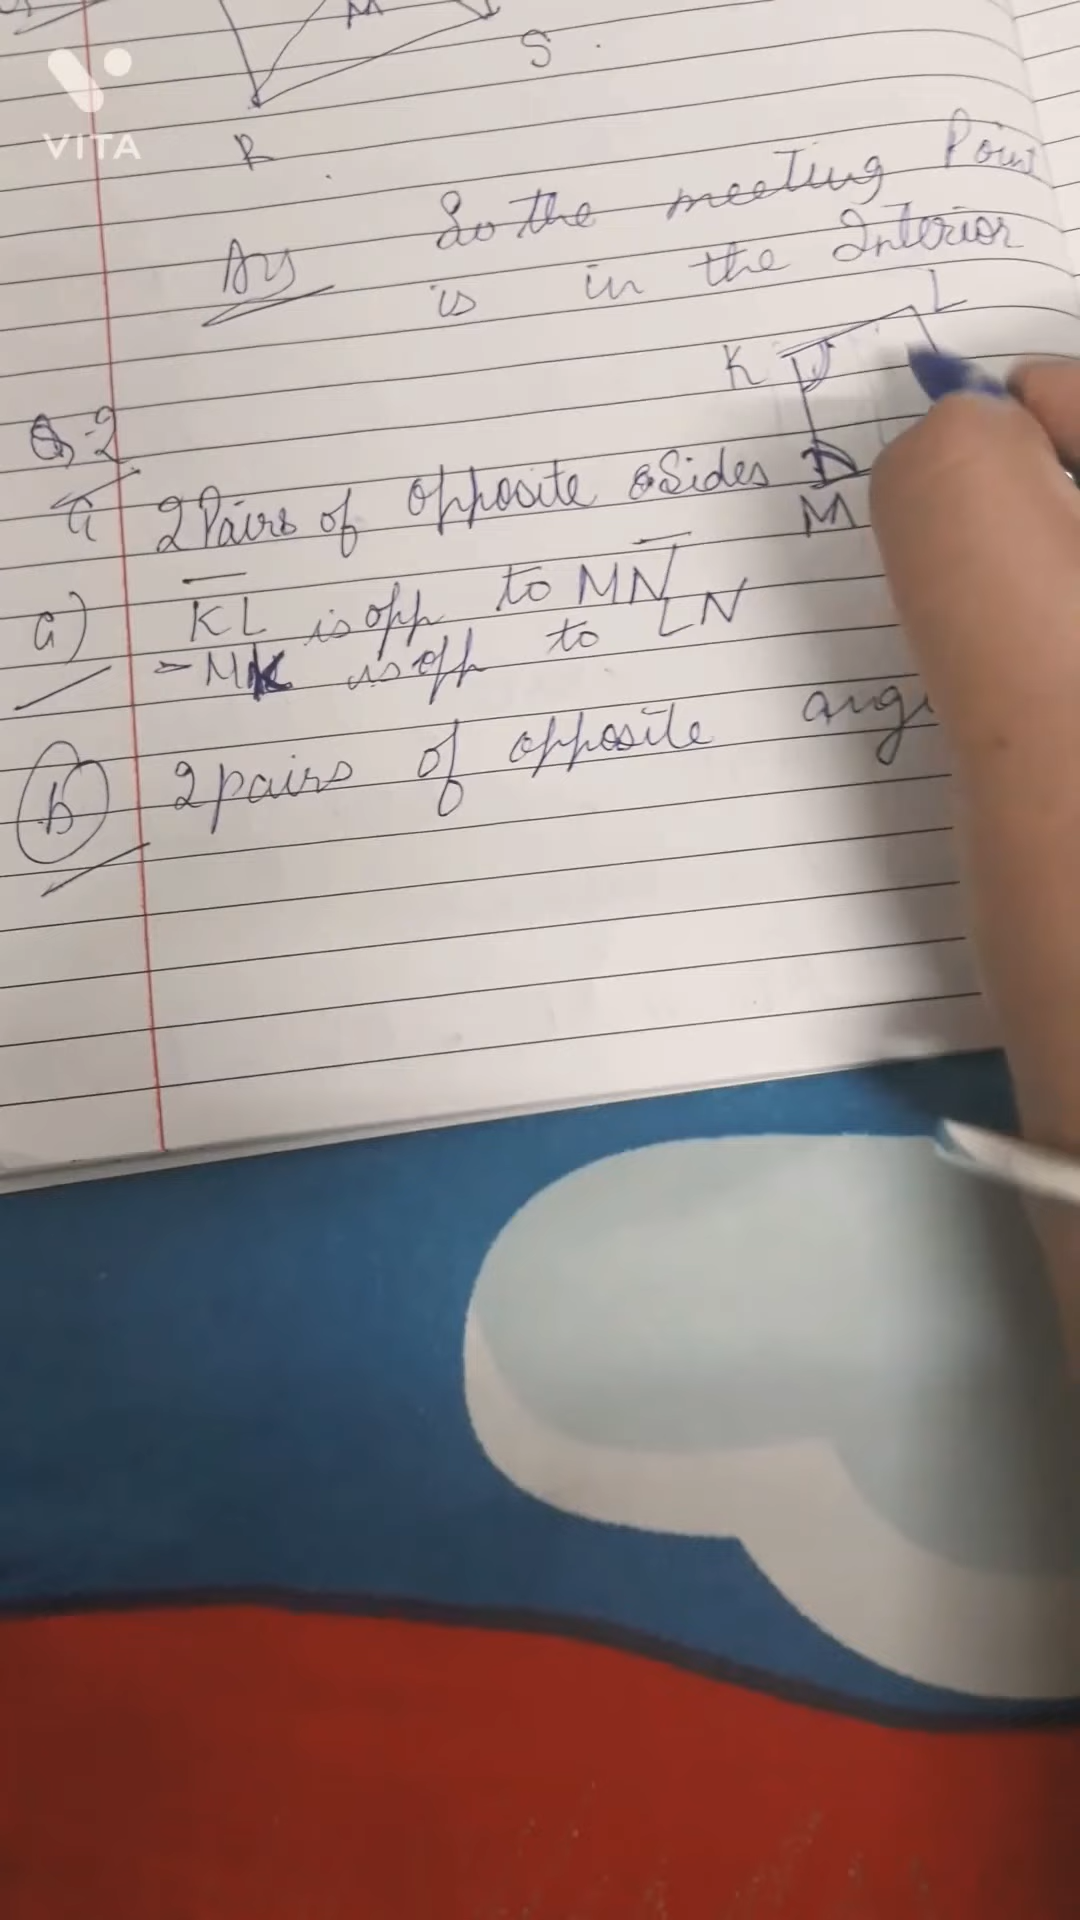 M
S
VITA
R
So the meeting Point
is in the Interior
L
K
Q.2
2 Pairs of opposite Sides
M
a) KL is opp to MN
- MK is opp to LN
b 2 pairs of opposite